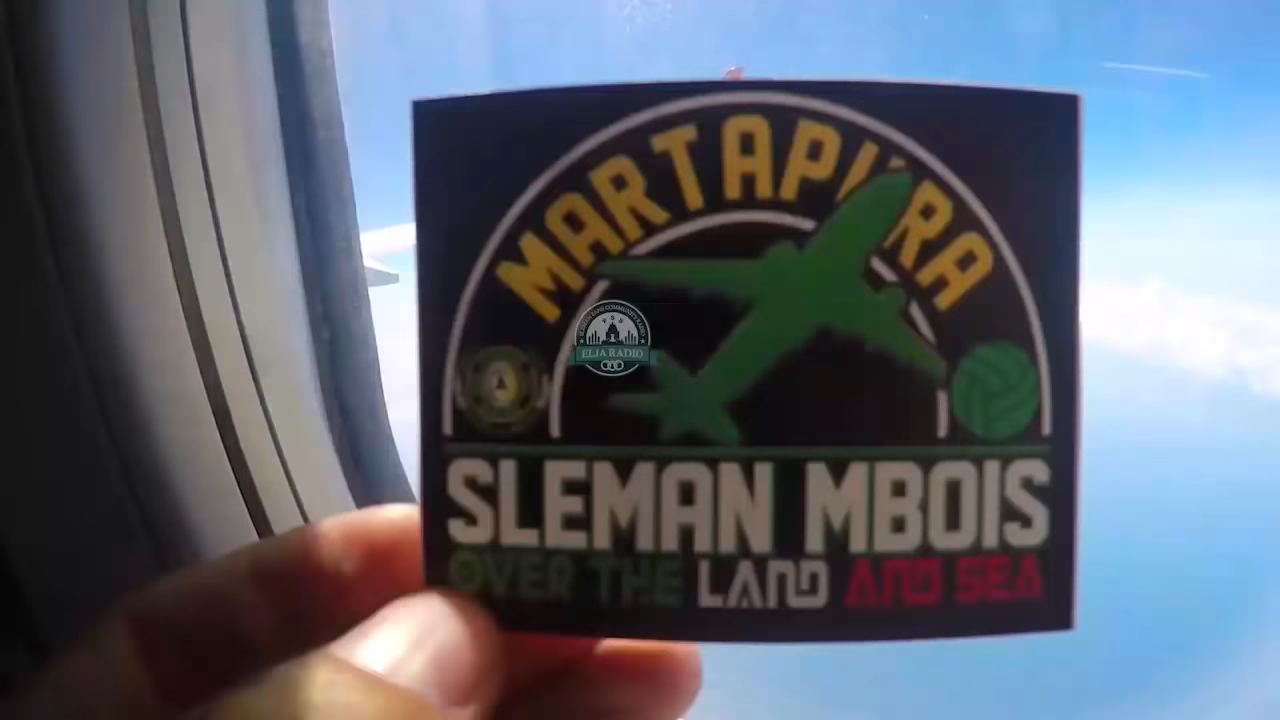 MARTAPURA
ELJA RADIO
SLEMAN MBOIS
OVER THE LAND AND SEA